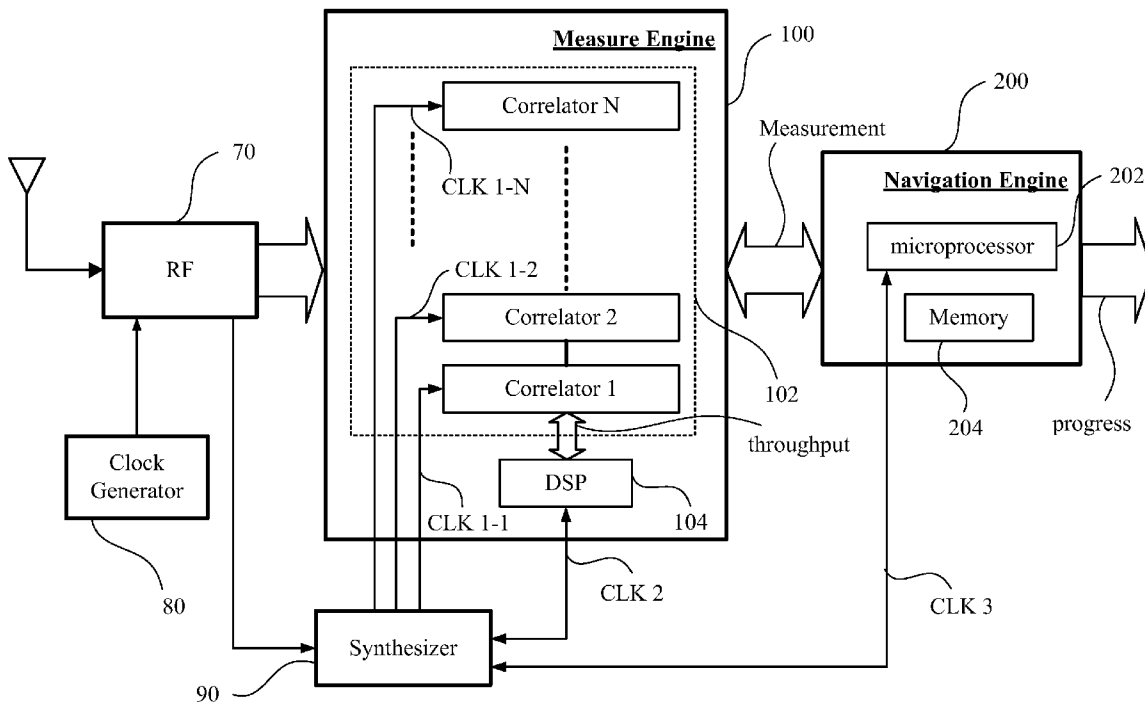 Measure Engine
100
Correlator N
200
Measurement
70
CLK 1-N
Navigation Engine
202
RF
microprocessor
CLK 1-2
Correlator 2
Memory
Correlator 1
102
204
progress
throughput
Clock
Generator
DSP
104
CLK 1-1
80
CLK 2
CLK 3
Synthesizer
90